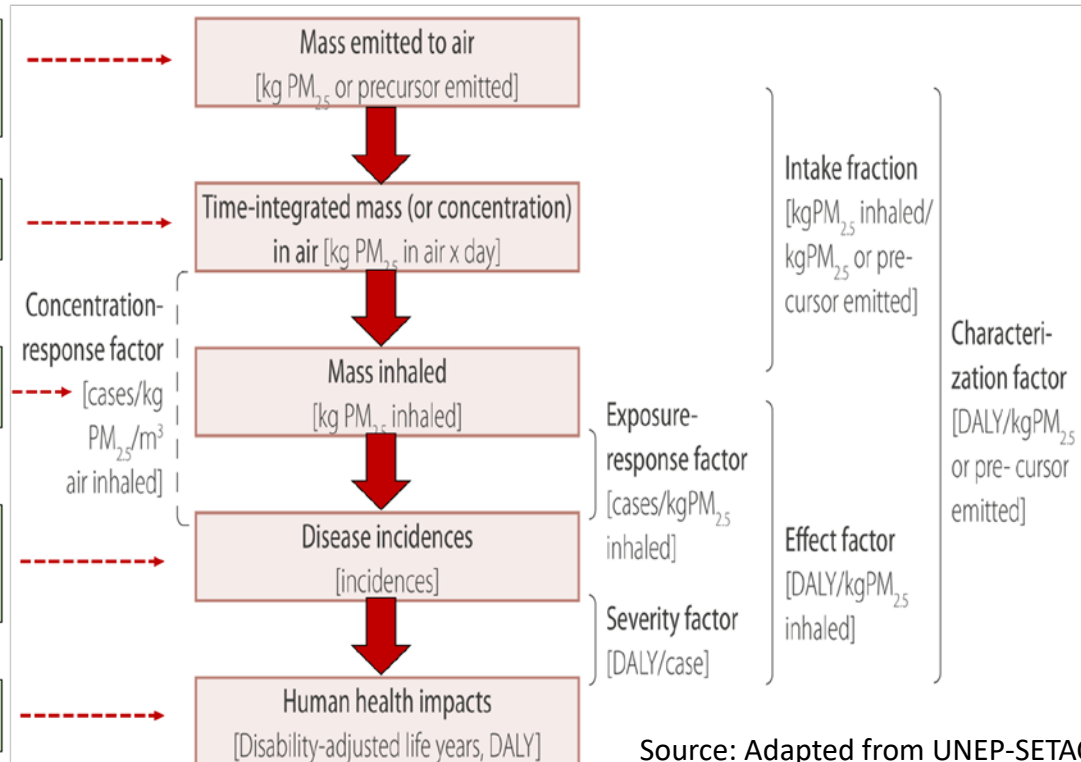 Mass emitted to air
[kg PM2.5 or precursor emitted]
Time-integrated mass (or concentration)
in air [kg PM2.5 in air x day]
Concentration-
response factor
[cases/kg
PM2.5/m³
air inhaled]
Mass inhaled
[kg PM2.5 inhaled]
Disease incidences
[incidences]
Human health impacts
[Disability-adjusted life years, DALY]
Exposure-
response factor
[cases/kgPM2.5
inhaled]
Severity factor
[DALY/case]
Intake fraction
[kgPM2.5 inhaled/
kgPM2.5 or pre-
cursor emitted]
Effect factor
[DALY/kgPM2.5
inhaled]
Characteri-
zation factor
[DALY/kgPM2.5
or pre- cursor
emitted]
Source: Adapted from UNEP-SETAC